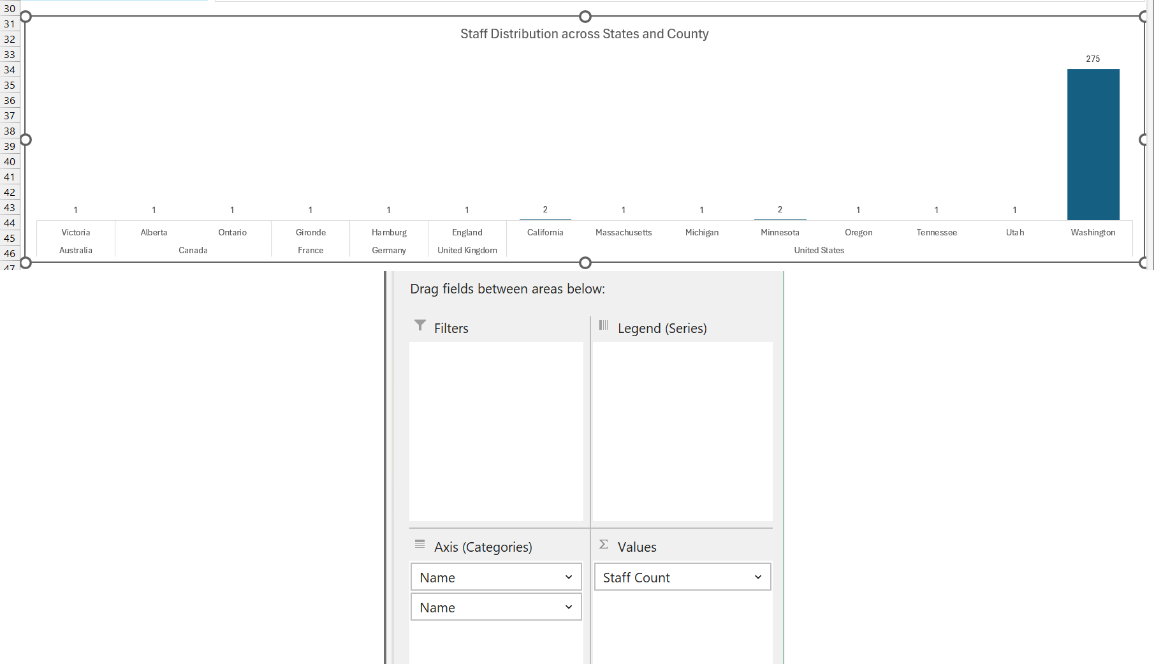 30
31
32
33
34
35
36
37
38
39
40
41
42
43
44
45
46
47
Staff Distribution across States and County
275
1 1 1 1 1 1 2 1 1 2 1 1 1
Victoria Alberta Ontario Gironde Hamburg England California Massachusetts Michigan Minnesota Oregon Tennessee Utah Washington
Australia Canada France Germany United Kingdom United States
Drag fields between areas below:
Filters Legend (Series)
Axis (Categories) Values
Name Staff Count
Name